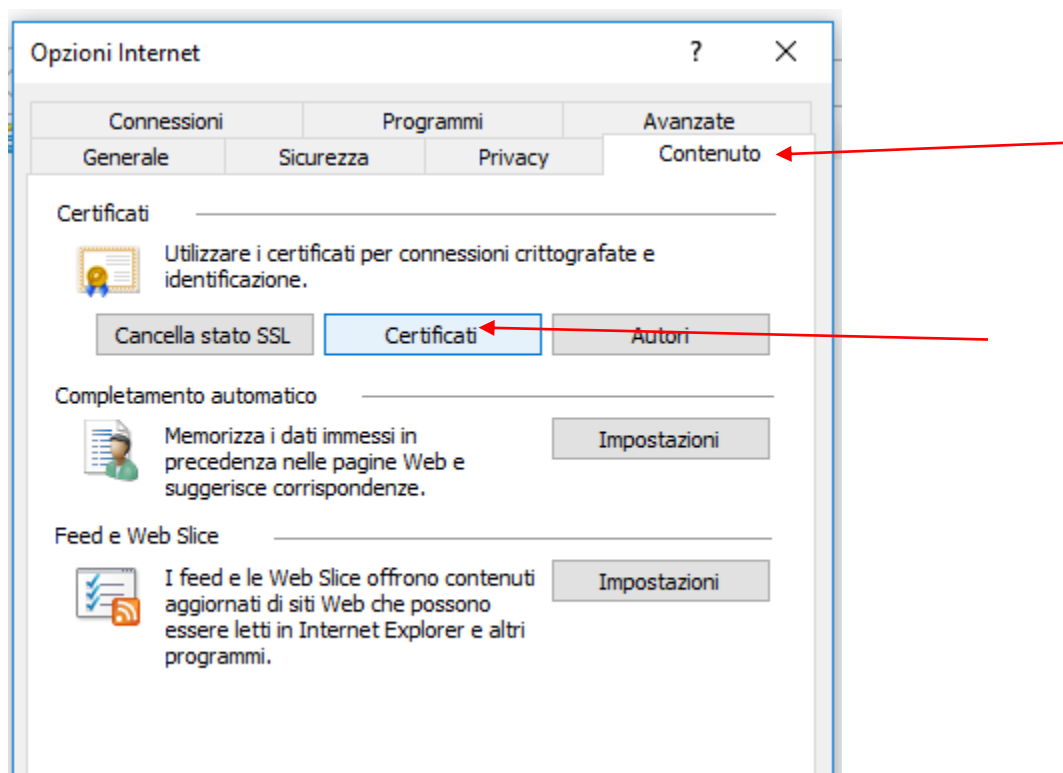 Opzioni Internet
?
Connessioni Programmi Avanzate
Generale Sicurezza Privacy Contenuto
Certificati
Utilizzare i certificati per connessioni crittografate e
identificazione.
Cancella stato SSL Certificati Autori
Completamento automatico
Memorizza i dati immessi in
precedenza nelle pagine Web e
suggerisce corrispondenze.
Impostazioni
Feed e Web Slice
I feed e le Web Slice offrono contenuti
aggiornati di siti Web che possono
essere letti in Internet Explorer e altri
programmi.
Impostazioni